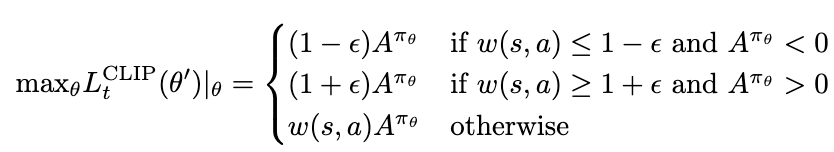 (1 − ϵ)A^{π_θ} if w(s, a) ≤ 1 − ϵ and A^{π_θ} < 0
max_θ L_t^{CLIP}(θ′)|_θ = { (1 + ϵ)A^{π_θ} if w(s, a) ≥ 1 + ϵ and A^{π_θ} > 0
w(s, a)A^{π_θ} otherwise